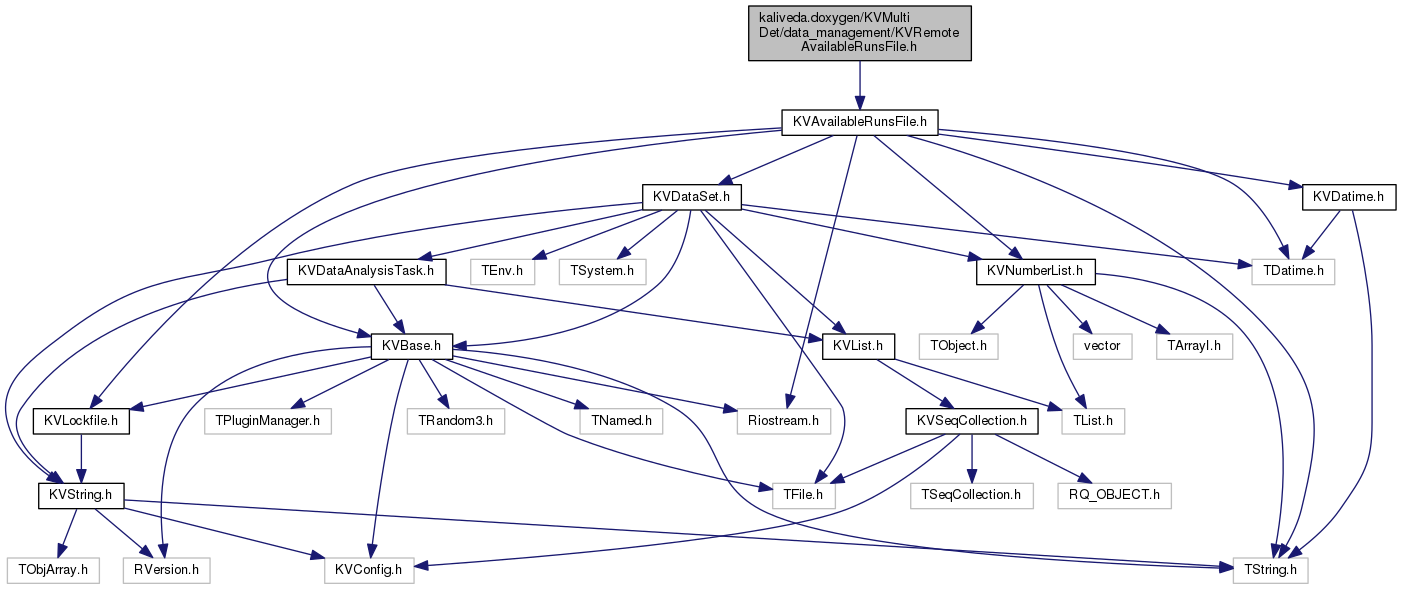 kaliveda.doxygen/KVMulti
Det/data_management/KVRemote
AvailableRunsFile.h
KVAvailableRunsFile.h
KVDataSet.h
KVDatime.h
KVDataAnalysisTask.h
TEnv.h
TSystem.h
KVNumberList.h
TDatime.h
KVBase.h
KVList.h
TObject.h
vector
TArrayI.h
KVLockfile.h
TPluginManager.h
TRandom3.h
TNamed.h
Riostream.h
KVSeqCollection.h
TList.h
KVString.h
TFile.h
TSeqCollection.h
RQ_OBJECT.h
TObjArray.h
RVersion.h
KVConfig.h
TString.h